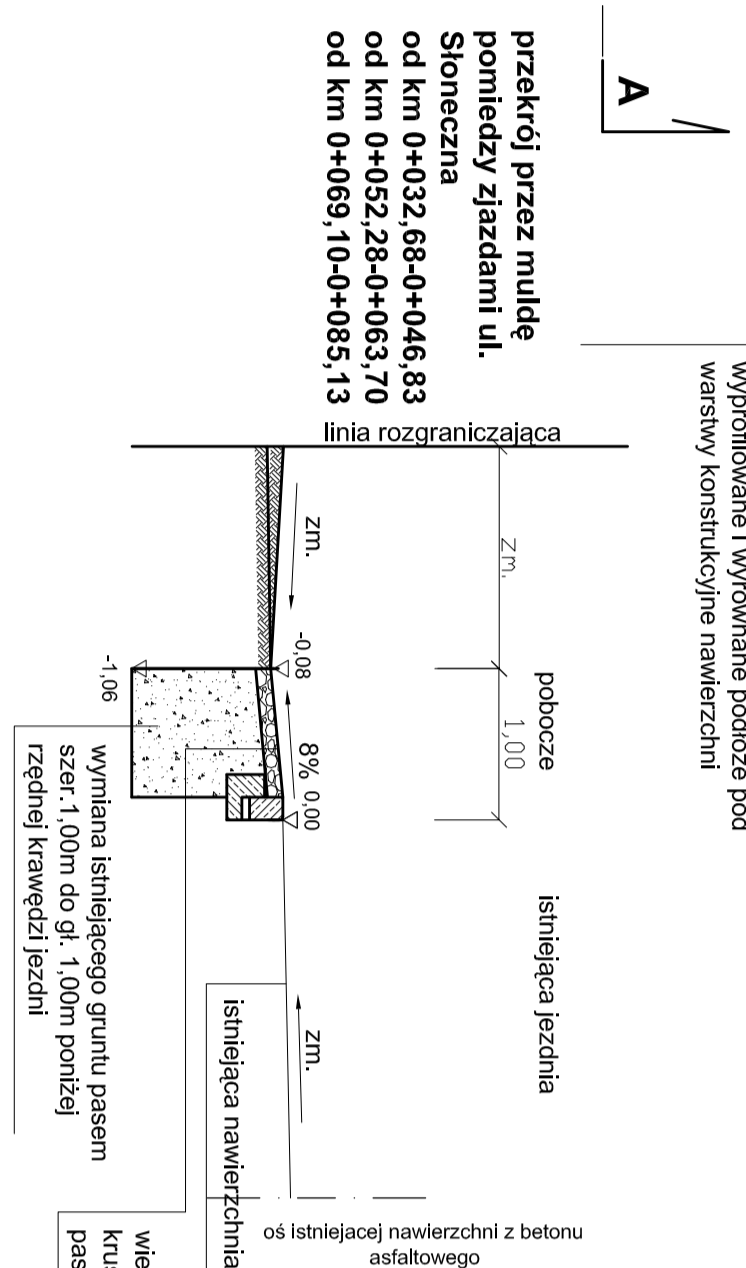 A
wyprofilowane i wyrównane podłoże pod
warstwy konstrukcyjne nawierzchni
przekrój przez muldę
pomiedzy zjazdami ul.
Słoneczna
od km 0+032,68-0+046,83
od km 0+052,28-0+063,70
od km 0+069,10-0+085,13
linia rozgraniczająca
zm.
pobocze
1,00
istniejąca jezdnia
zm.
-0,08
8%
0,00
zm.
-1,06
istniejąca nawierzchnia
oś istniejacej nawierzchni z betonu
asfaltowego
wymiana istniejącego gruntu pasem
szer.1,00m do gł. 1,00m poniżej
rzędnej krawędzi jezdni